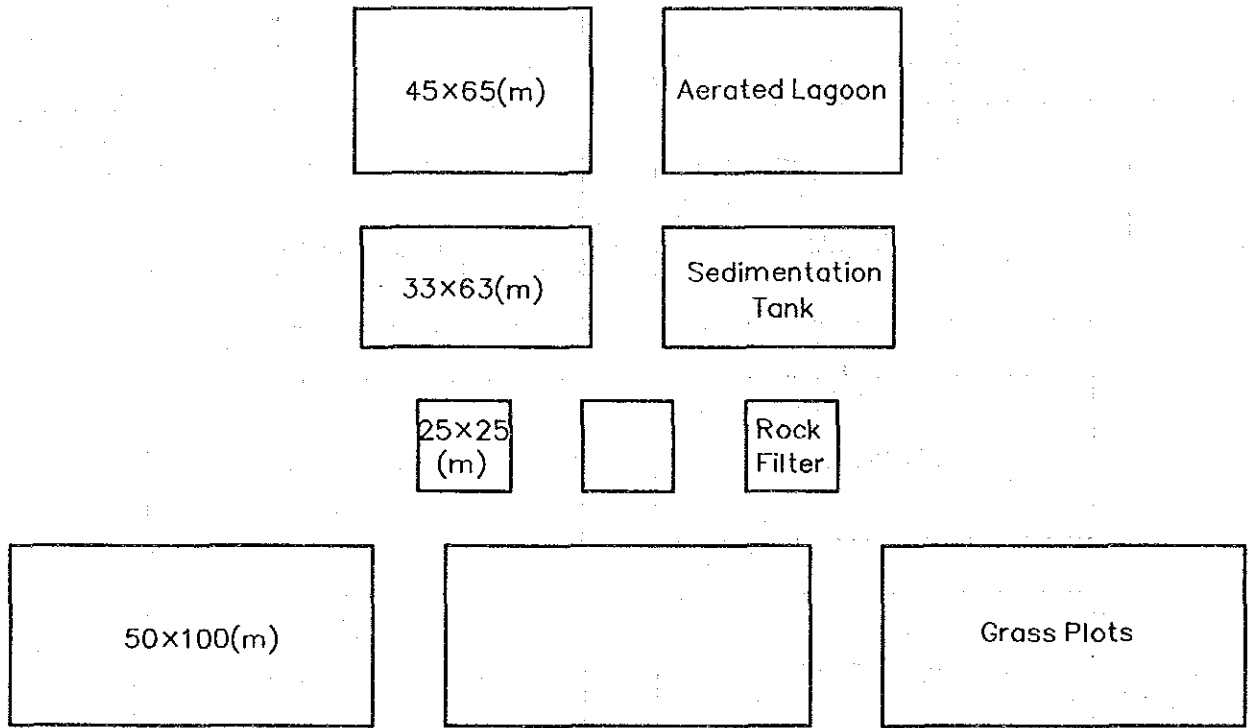 45×65(m)
Aerated Lagoon
33×63(m)
Sedimentation
Tank
25×25
(m)
Rock
Filter
50×100(m)
Grass Plots